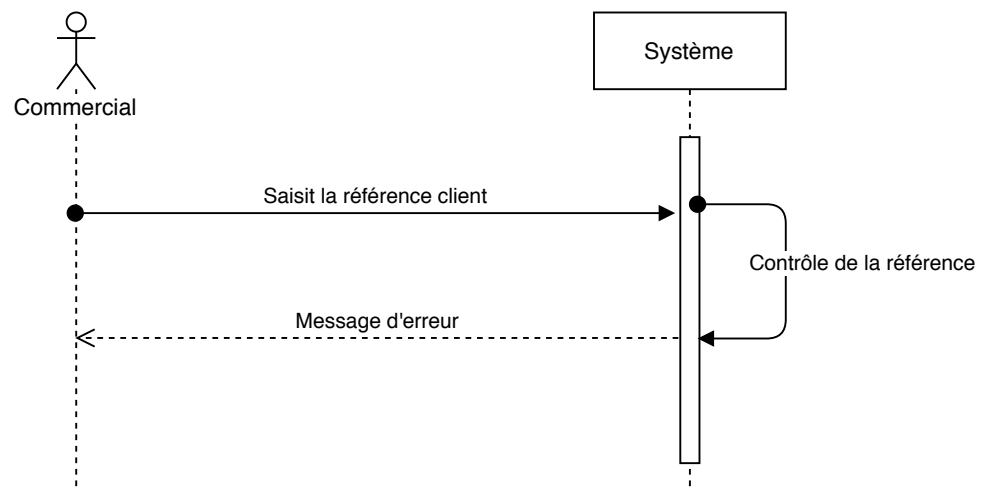 Système
Commercial
Saisit la référence client
Contrôle de la référence
Message d'erreur